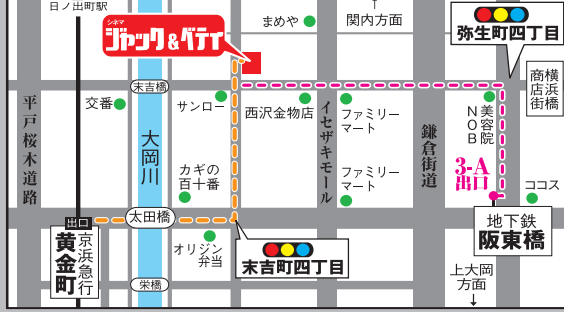 日ノ出町駅
シネマ
ジャック&ベティ
まめや
↑
関内方面
弥生町四丁目
末吉橋
交番
サンロー
西沢金物店
ファミリー
マート
美容院
NOB
横浜橋
商店街
平戸桜木道路
大岡川
イセザキモール
鎌倉街道
カギの
百十番
ファミリー
マート
3-A
出口
ココス
出口
太田橋
京浜急行
黄金町
オリジン
弁当
末吉町四丁目
地下鉄
阪東橋
栄橋
上大岡
方面
↓